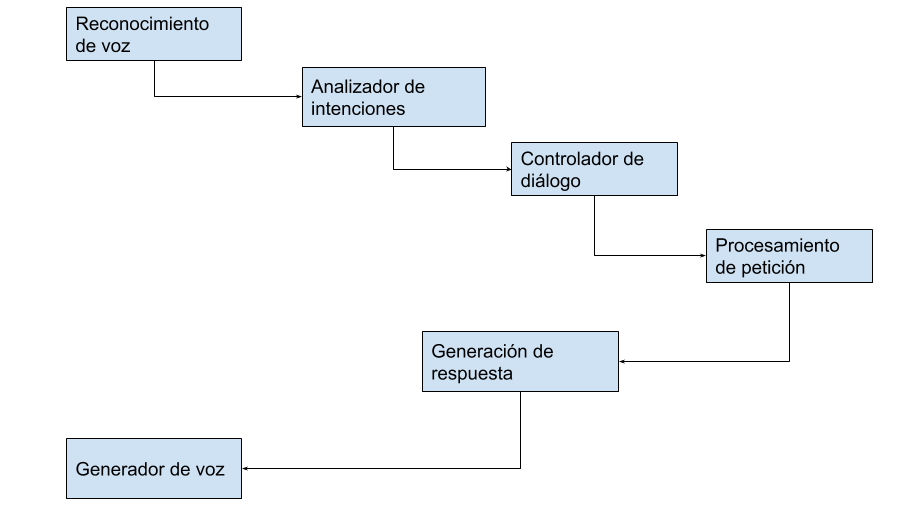 Reconocimiento
de voz
Analizador de
intenciones
Controlador de
diálogo
Procesamiento
de petición
Generación de
respuesta
Generador de voz